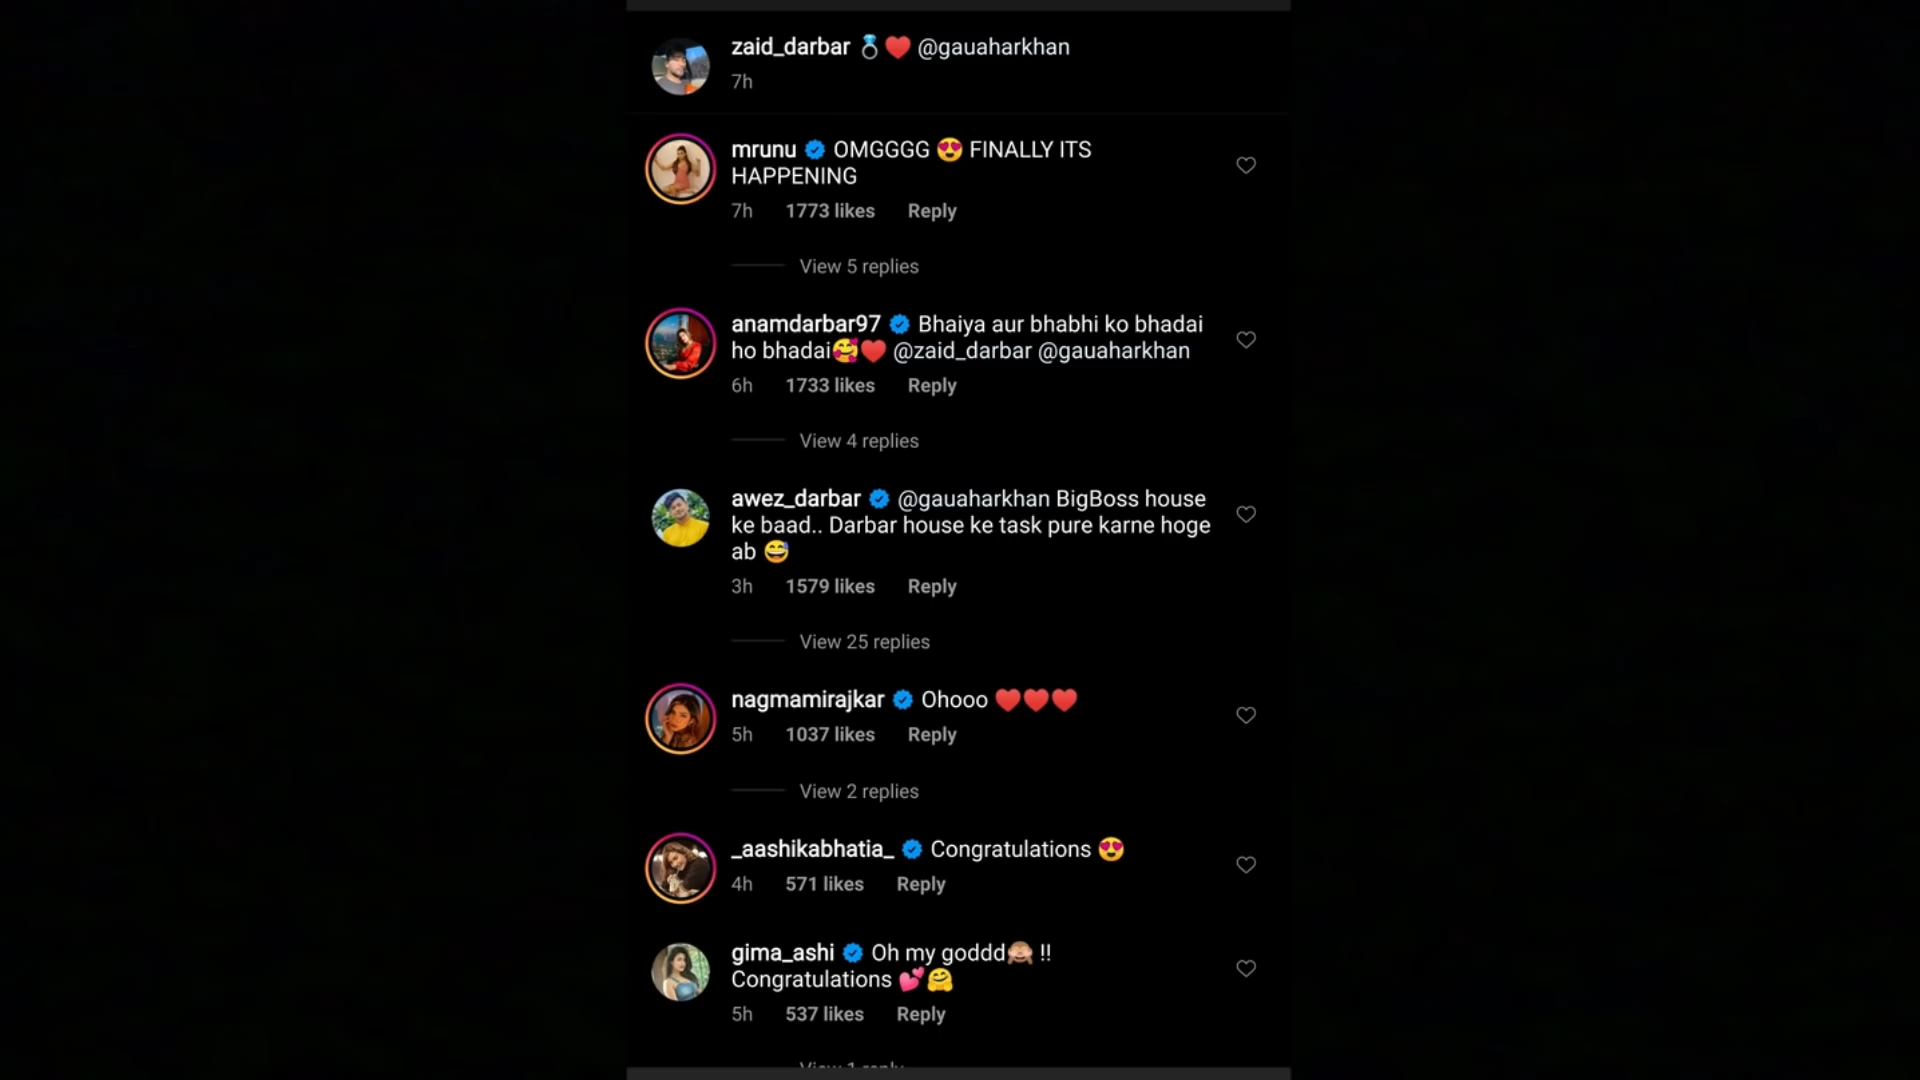 zaid_darbar 💍❤️ @gauaharkhan
7h
mrunu OMGGGG 😍 FINALLY ITS
HAPPENING
7h 1773 likes Reply
View 5 replies
anamdarbar97 Bhaiya aur bhabhi ko bhadai
ho bhadai🥰❤️ @zaid_darbar @gauaharkhan
6h 1733 likes Reply
View 4 replies
awez_darbar @gauaharkhan BigBoss house
ke baad.. Darbar house ke task pure karne hoge
ab 😅
3h 1579 likes Reply
View 25 replies
nagmamirajkar Ohooo ❤️❤️❤️
5h 1037 likes Reply
View 2 replies
_aashikabhatia_ Congratulations 😍
4h 571 likes Reply
gima_ashi Oh my goddd🙈 !!
Congratulations 💕🤗
5h 537 likes Reply
View 1 reply